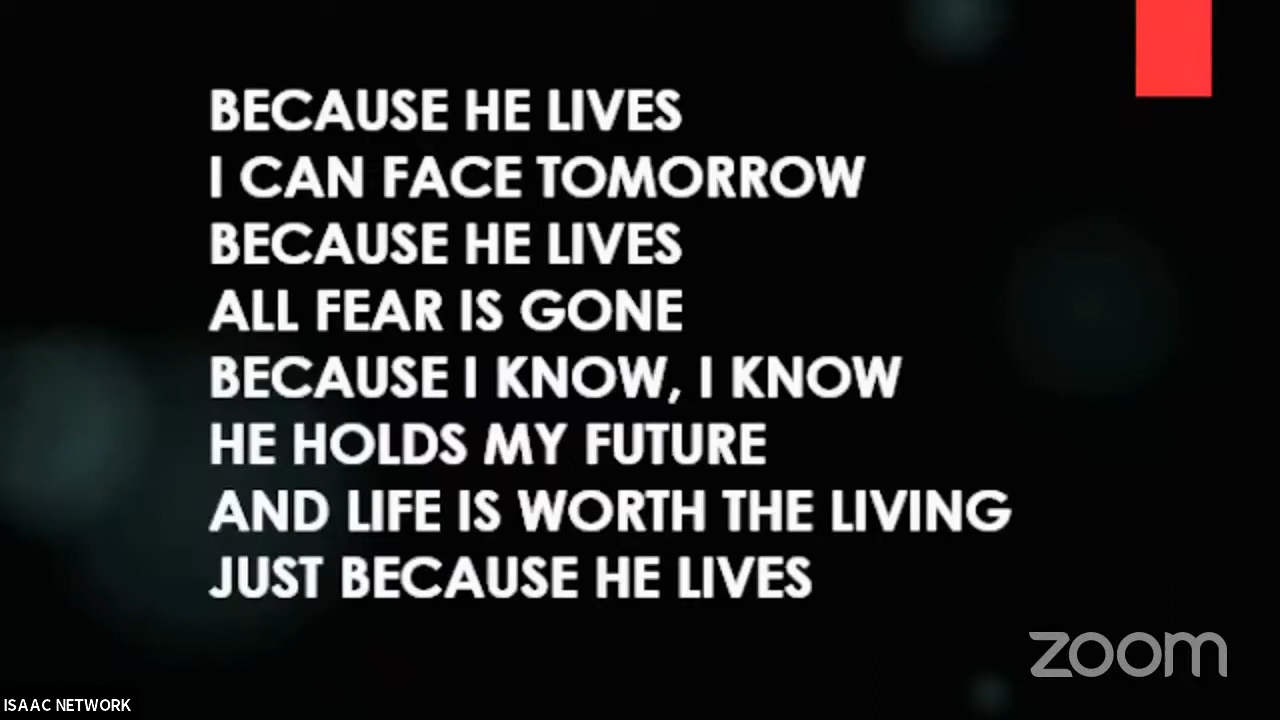 BECAUSE HE LIVES
I CAN FACE TOMORROW
BECAUSE HE LIVES
ALL FEAR IS GONE
BECAUSE I KNOW, I KNOW
HE HOLDS MY FUTURE
AND LIFE IS WORTH THE LIVING
JUST BECAUSE HE LIVES
zoom
ISAAC NETWORK